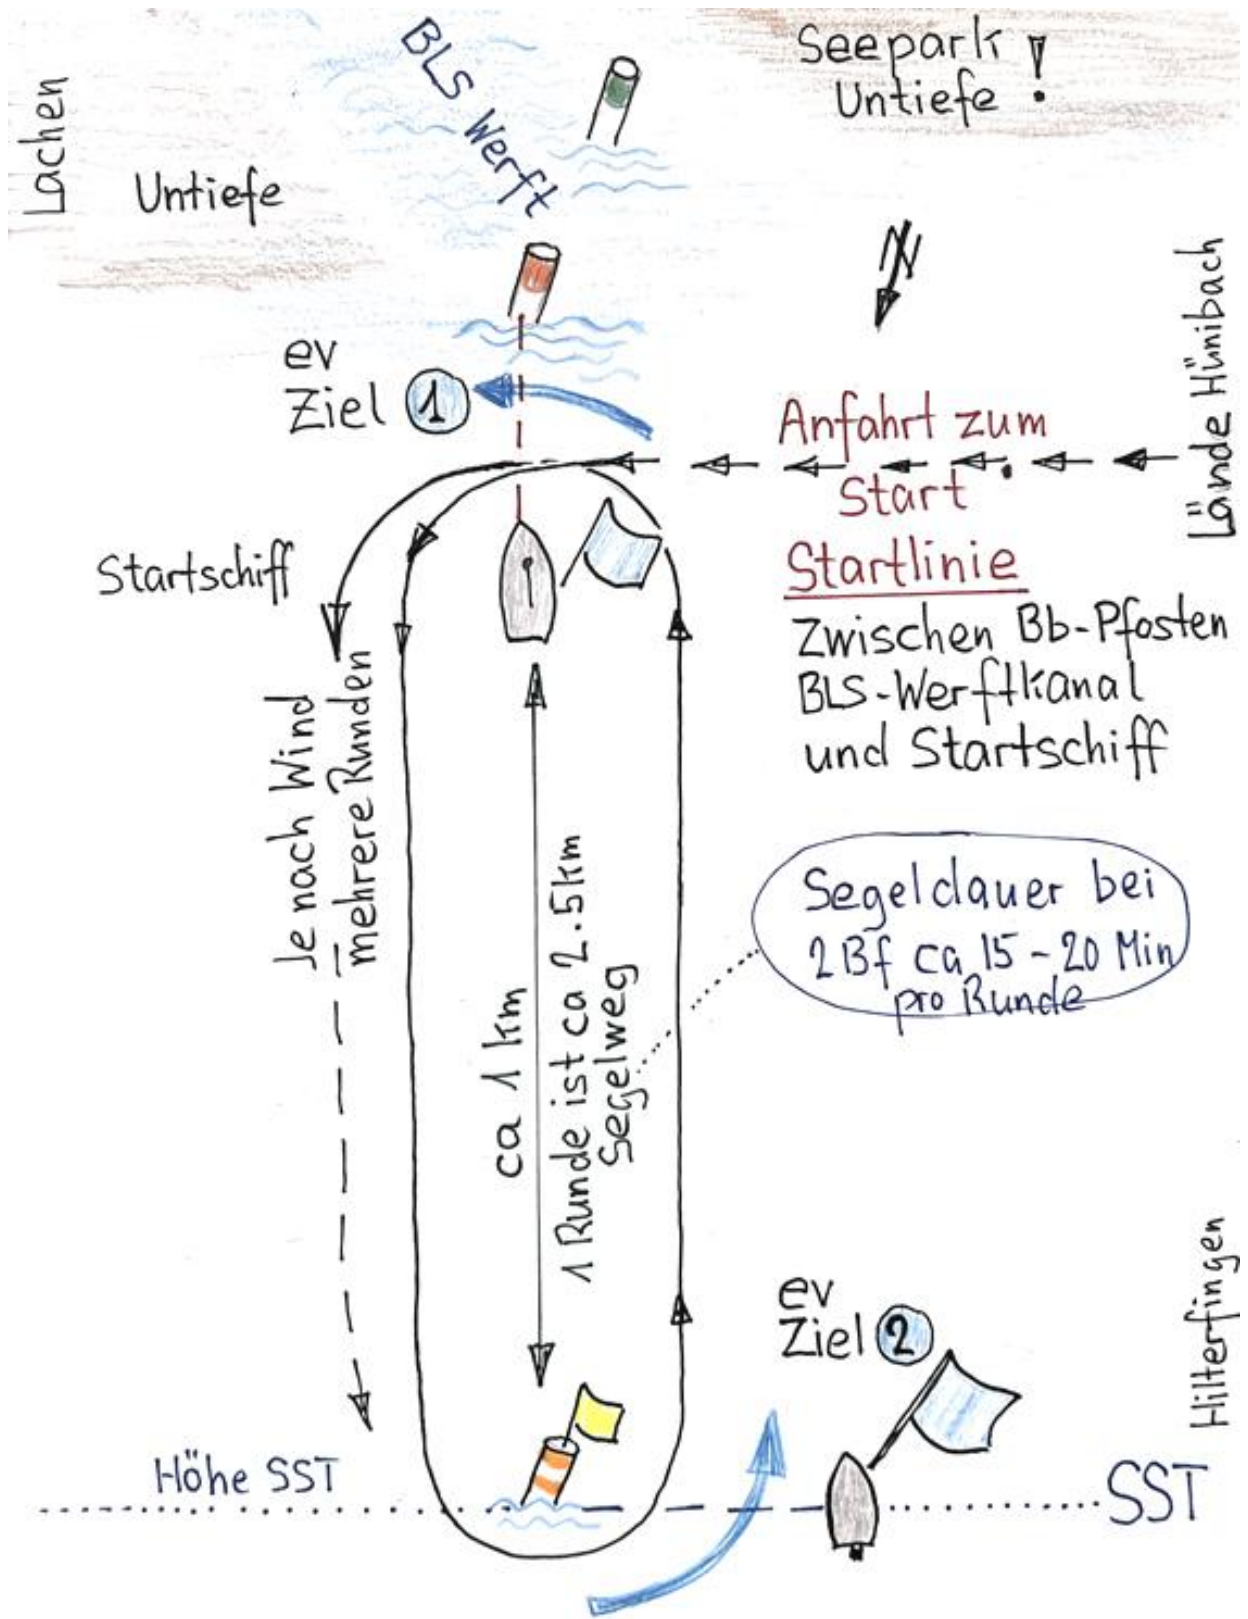 BLS Werft
Seepark !
Untiefe
Lachen
Untiefe
N
Lände Hünibach
ev
Ziel 1
Anfahrt zum
Start
Startschiff
Startlinie
Zwischen Bb-Pfosten
BLS-Werftkanal
und Startschiff
Je nach Wind
mehrere Runden
ca 1 km
1 Runde ist ca 2.5km
Segelweg
Segeldauer bei
2 Bf ca 15-20 Min
pro Runde
ev
Ziel 2
Hilterfingen
Höhe SST
SST